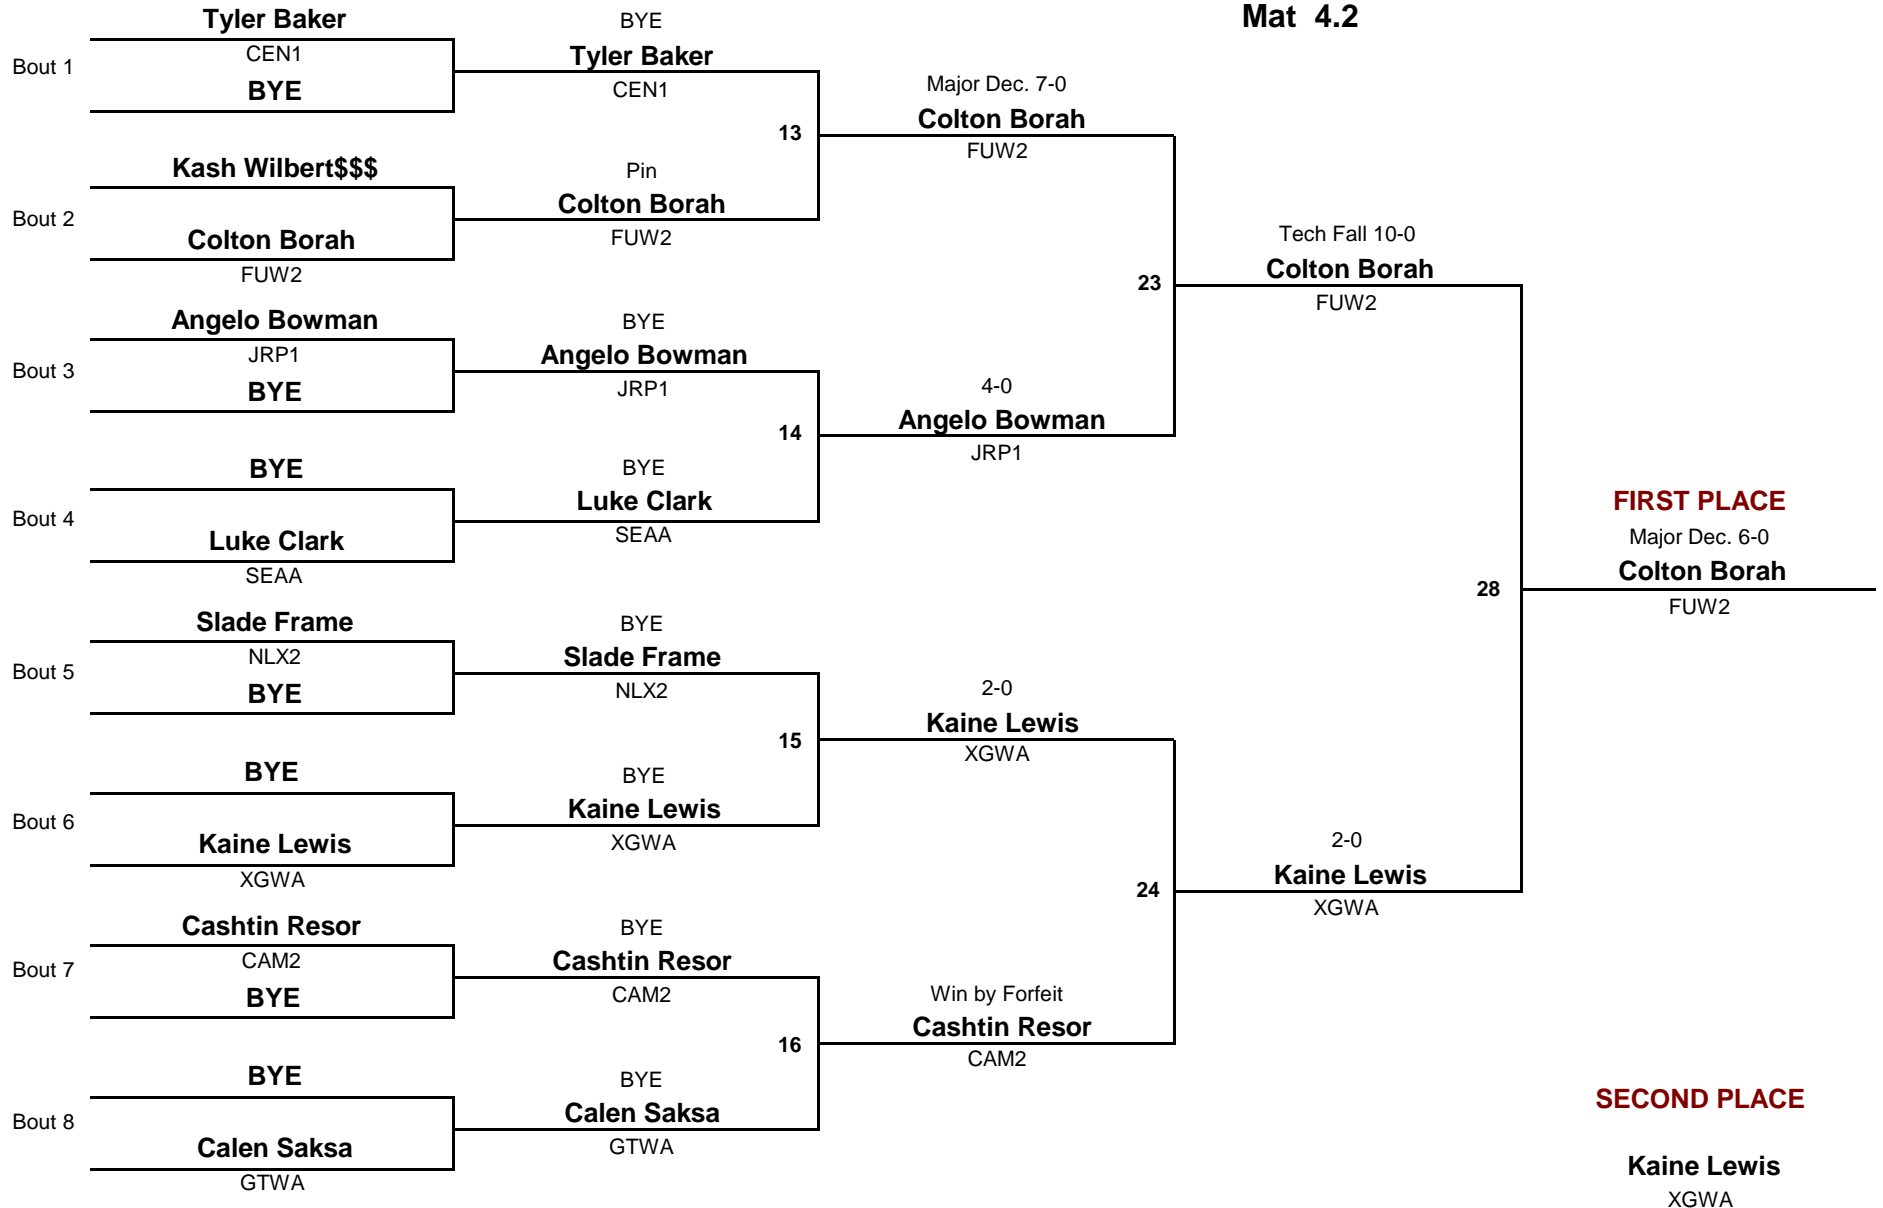 Mat 4.2
Tyler Baker
Bout 1
CEN1
BYE
Kash Wilbert$$$
Bout 2
Colton Borah
FUW2
Angelo Bowman
Bout 3
JRP1
BYE
BYE
Bout 4
Luke Clark
SEAA
Slade Frame
Bout 5
NLX2
BYE
BYE
Bout 6
Kaine Lewis
XGWA
Cashtin Resor
Bout 7
CAM2
BYE
BYE
Bout 8
Calen Saksa
GTWA
BYE
Tyler Baker
CEN1
13
Pin
Colton Borah
FUW2
BYE
Angelo Bowman
JRP1
14
BYE
Luke Clark
SEAA
BYE
Slade Frame
NLX2
15
BYE
Kaine Lewis
XGWA
BYE
Cashtin Resor
CAM2
16
BYE
Calen Saksa
GTWA
Major Dec. 7-0
Colton Borah
FUW2
23
4-0
Angelo Bowman
JRP1
2-0
Kaine Lewis
XGWA
24
Win by Forfeit
Cashtin Resor
CAM2
Tech Fall 10-0
Colton Borah
FUW2
28
2-0
Kaine Lewis
XGWA
FIRST PLACE
Major Dec. 6-0
Colton Borah
FUW2
SECOND PLACE
Kaine Lewis
XGWA